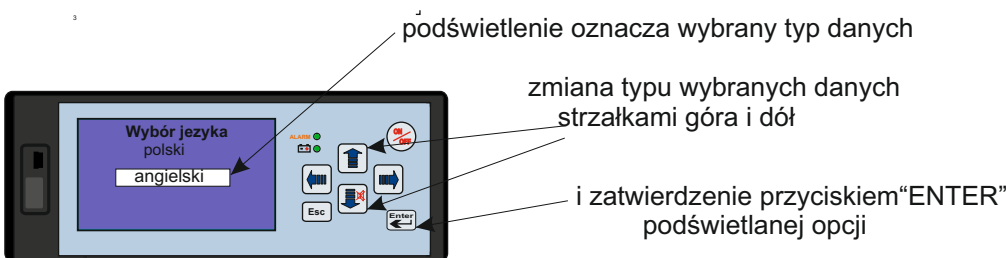 3
podświetlenie oznacza wybrany typ danych
zmiana typu wybranych danych
strzałkami góra i dół
Wybór jezyka
polski
angielski
ALARM
ON
OFF
Esc
Enter
i zatwierdzenie przyciskiem“ENTER”
podświetlanej opcji